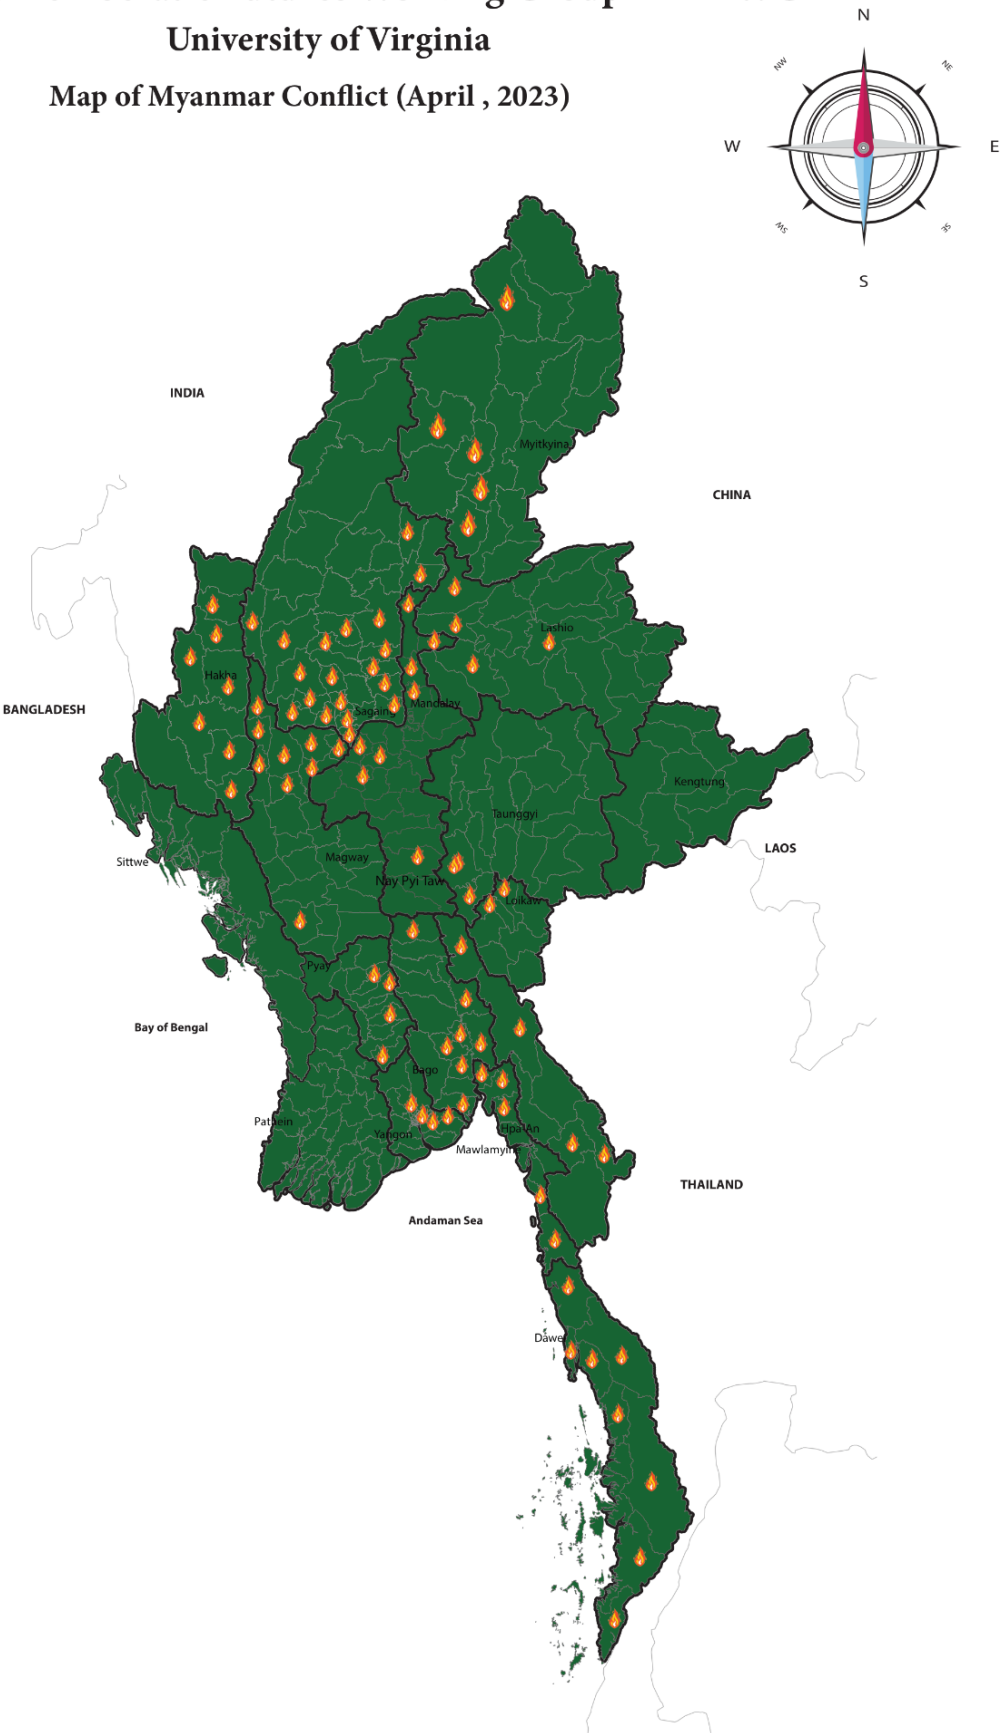 University of Virginia
Map of Myanmar Conflict (April , 2023)
N
NW
NE
W
E
SW
SE
S
INDIA
Myitkyina
CHINA
Lashio
Hakha
Mandalay
BANGLADESH
Sagaing
Kengtung
Taunggyi
LAOS
Magway
Sittwe
Nay Pyi Taw
Loikaw
Pyay
Bay of Bengal
Bago
Pathein
Hpa-An
Yangon
Mawlamyine
THAILAND
Andaman Sea
Dawei